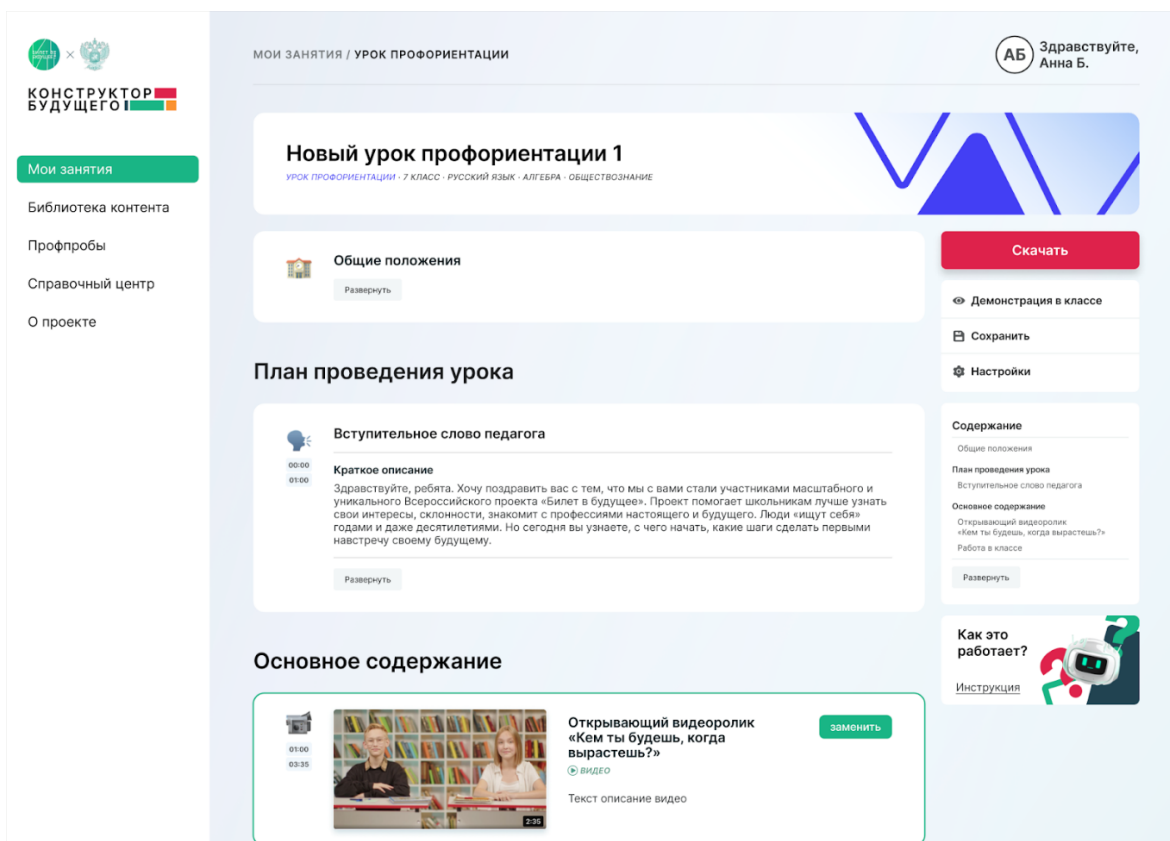 БИЛЕТ В БУДУЩЕЕ
×
КОНСТРУКТОР
БУДУЩЕГО
Мои занятия
Библиотека контента
Профпробы
Справочный центр
О проекте
МОИ ЗАНЯТИЯ / УРОК ПРОФОРИЕНТАЦИИ
АБ
Здравствуйте,
Анна Б.
Новый урок профориентации 1
УРОК ПРОФОРИЕНТАЦИИ · 7 КЛАСС · РУССКИЙ ЯЗЫК · АЛГЕБРА · ОБЩЕСТВОЗНАНИЕ
Общие положения
Развернуть
План проведения урока
00:00
01:00
Вступительное слово педагога
Краткое описание
Здравствуйте, ребята. Хочу поздравить вас с тем, что мы с вами стали участниками масштабного и
уникального Всероссийского проекта «Билет в будущее». Проект помогает школьникам лучше узнать
свои интересы, склонности, знакомит с профессиями настоящего и будущего. Люди «ищут себя»
годами и даже десятилетиями. Но сегодня вы узнаете, с чего начать, какие шаги сделать первыми
навстречу своему будущему.
Развернуть
Основное содержание
01:00
03:35
2:35
Открывающий видеоролик
«Кем ты будешь, когда
вырастешь?»
ВИДЕО
Текст описание видео
заменить
Скачать
Демонстрация в классе
Сохранить
Настройки
Содержание
Общие положения
План проведения урока
Вступительное слово педагога
Основное содержание
Открывающий видеоролик
«Кем ты будешь, когда вырастешь?»
Работа в классе
Развернуть
Как это
работает?
Инструкция